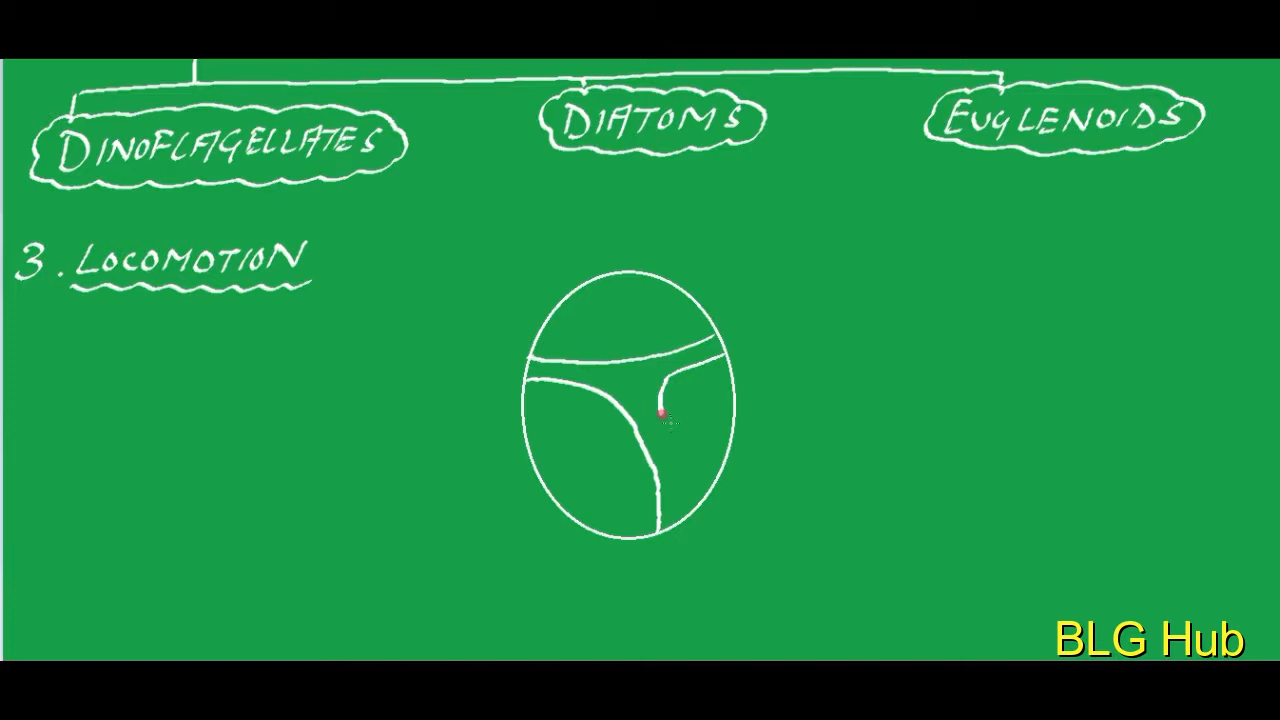 DINOFLAGELLATES
DIATOMS
EUGLENOIDS
3. LOCOMOTION
BLG Hub